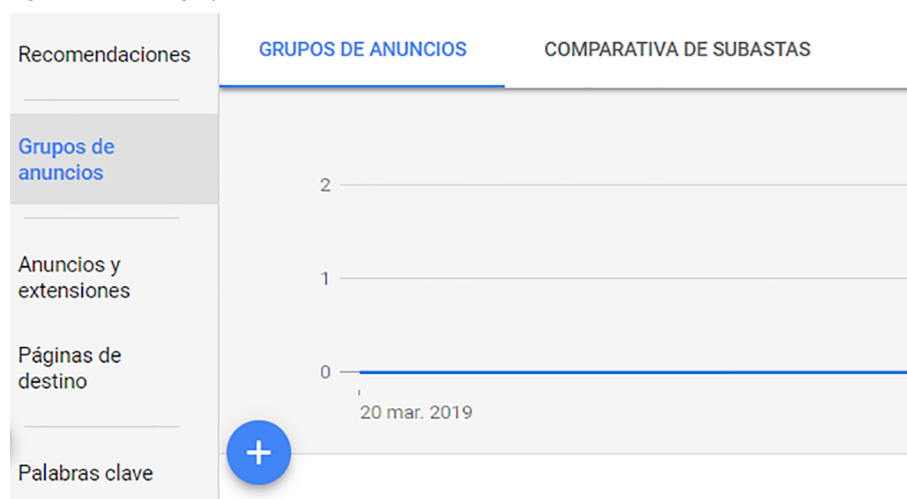 Recomendaciones
GRUPOS DE ANUNCIOS
COMPARATIVA DE SUBASTAS
Grupos de
anuncios
Anuncios y
extensiones
Páginas de
destino
Palabras clave
2
1
0
20 mar. 2019